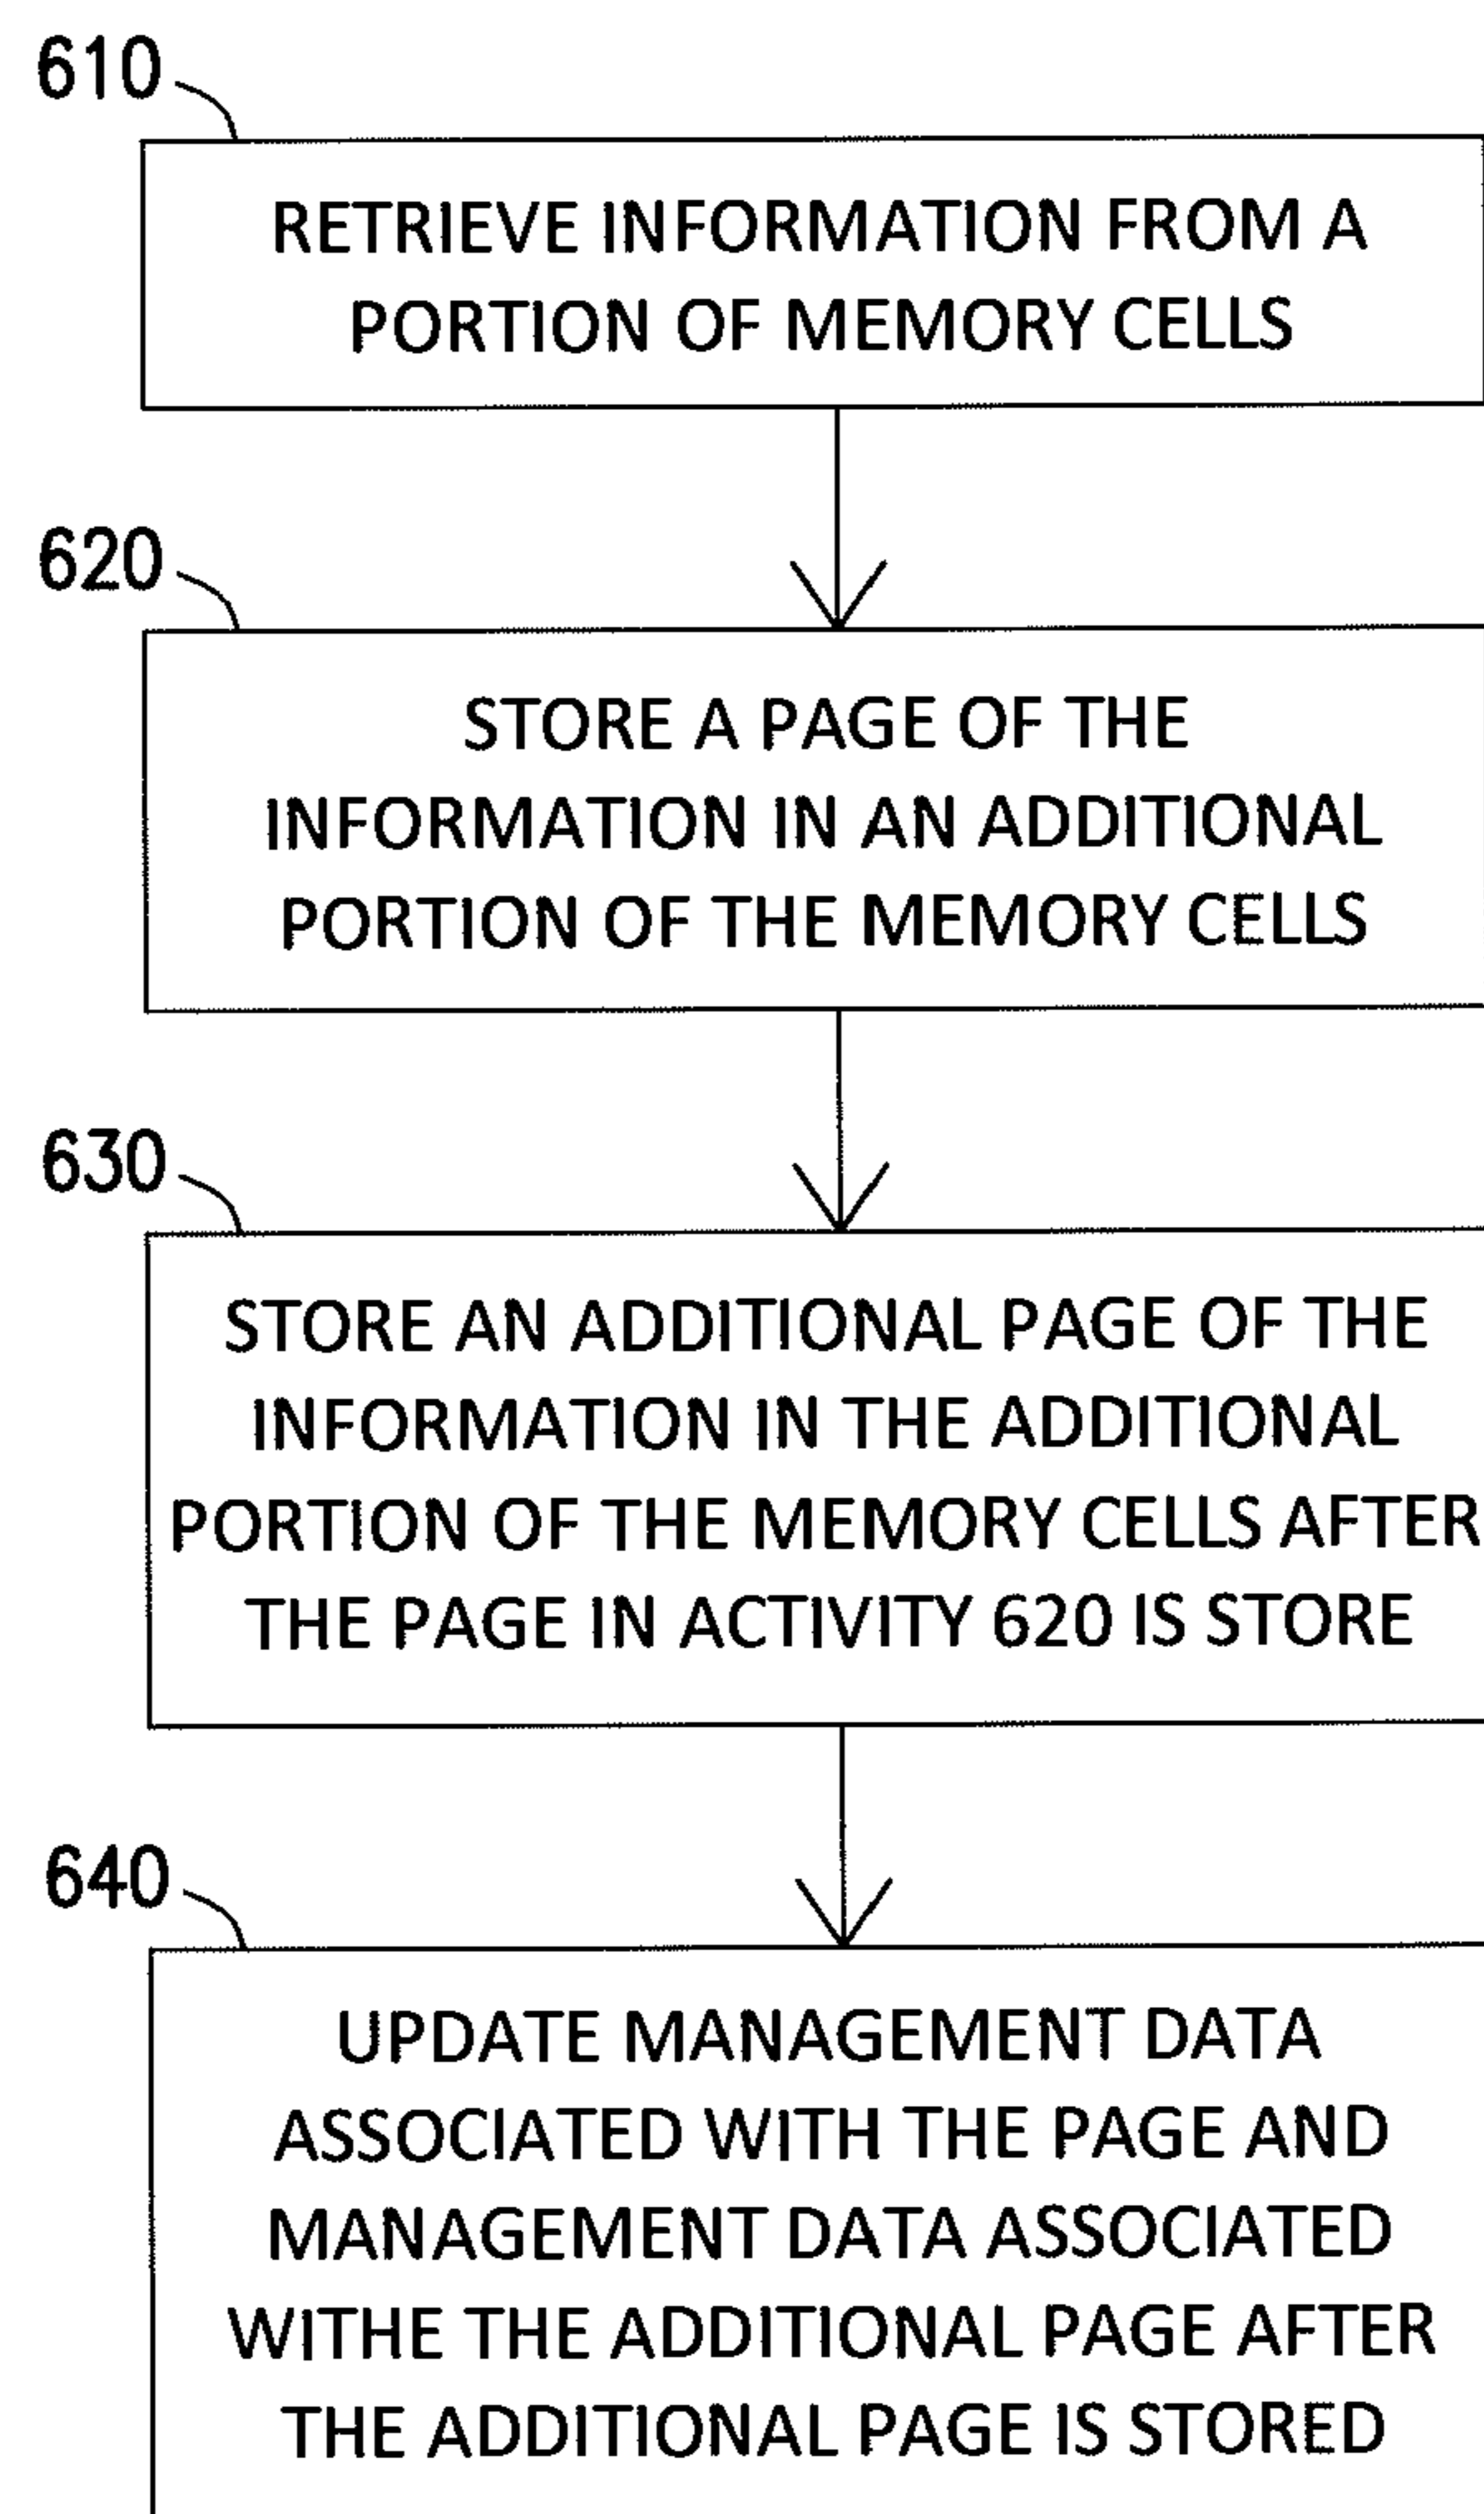 610
RETRIEVE INFORMATION FROM A
PORTION OF MEMORY CELLS
620
STORE A PAGE OF THE
INFORMATION IN AN ADDITIONAL
PORTION OF THE MEMORY CELLS
630
STORE AN ADDITIONAL PAGE OF THE
INFORMATION IN THE ADDITIONAL
PORTION OF THE MEMORY CELLS AFTER
THE PAGE IN ACTIVITY 620 IS STORE
640
UPDATE MANAGEMENT DATA
ASSOCIATED WITH THE PAGE AND
MANAGEMENT DATA ASSOCIATED
WITHE THE ADDITIONAL PAGE AFTER
THE ADDITIONAL PAGE IS STORED